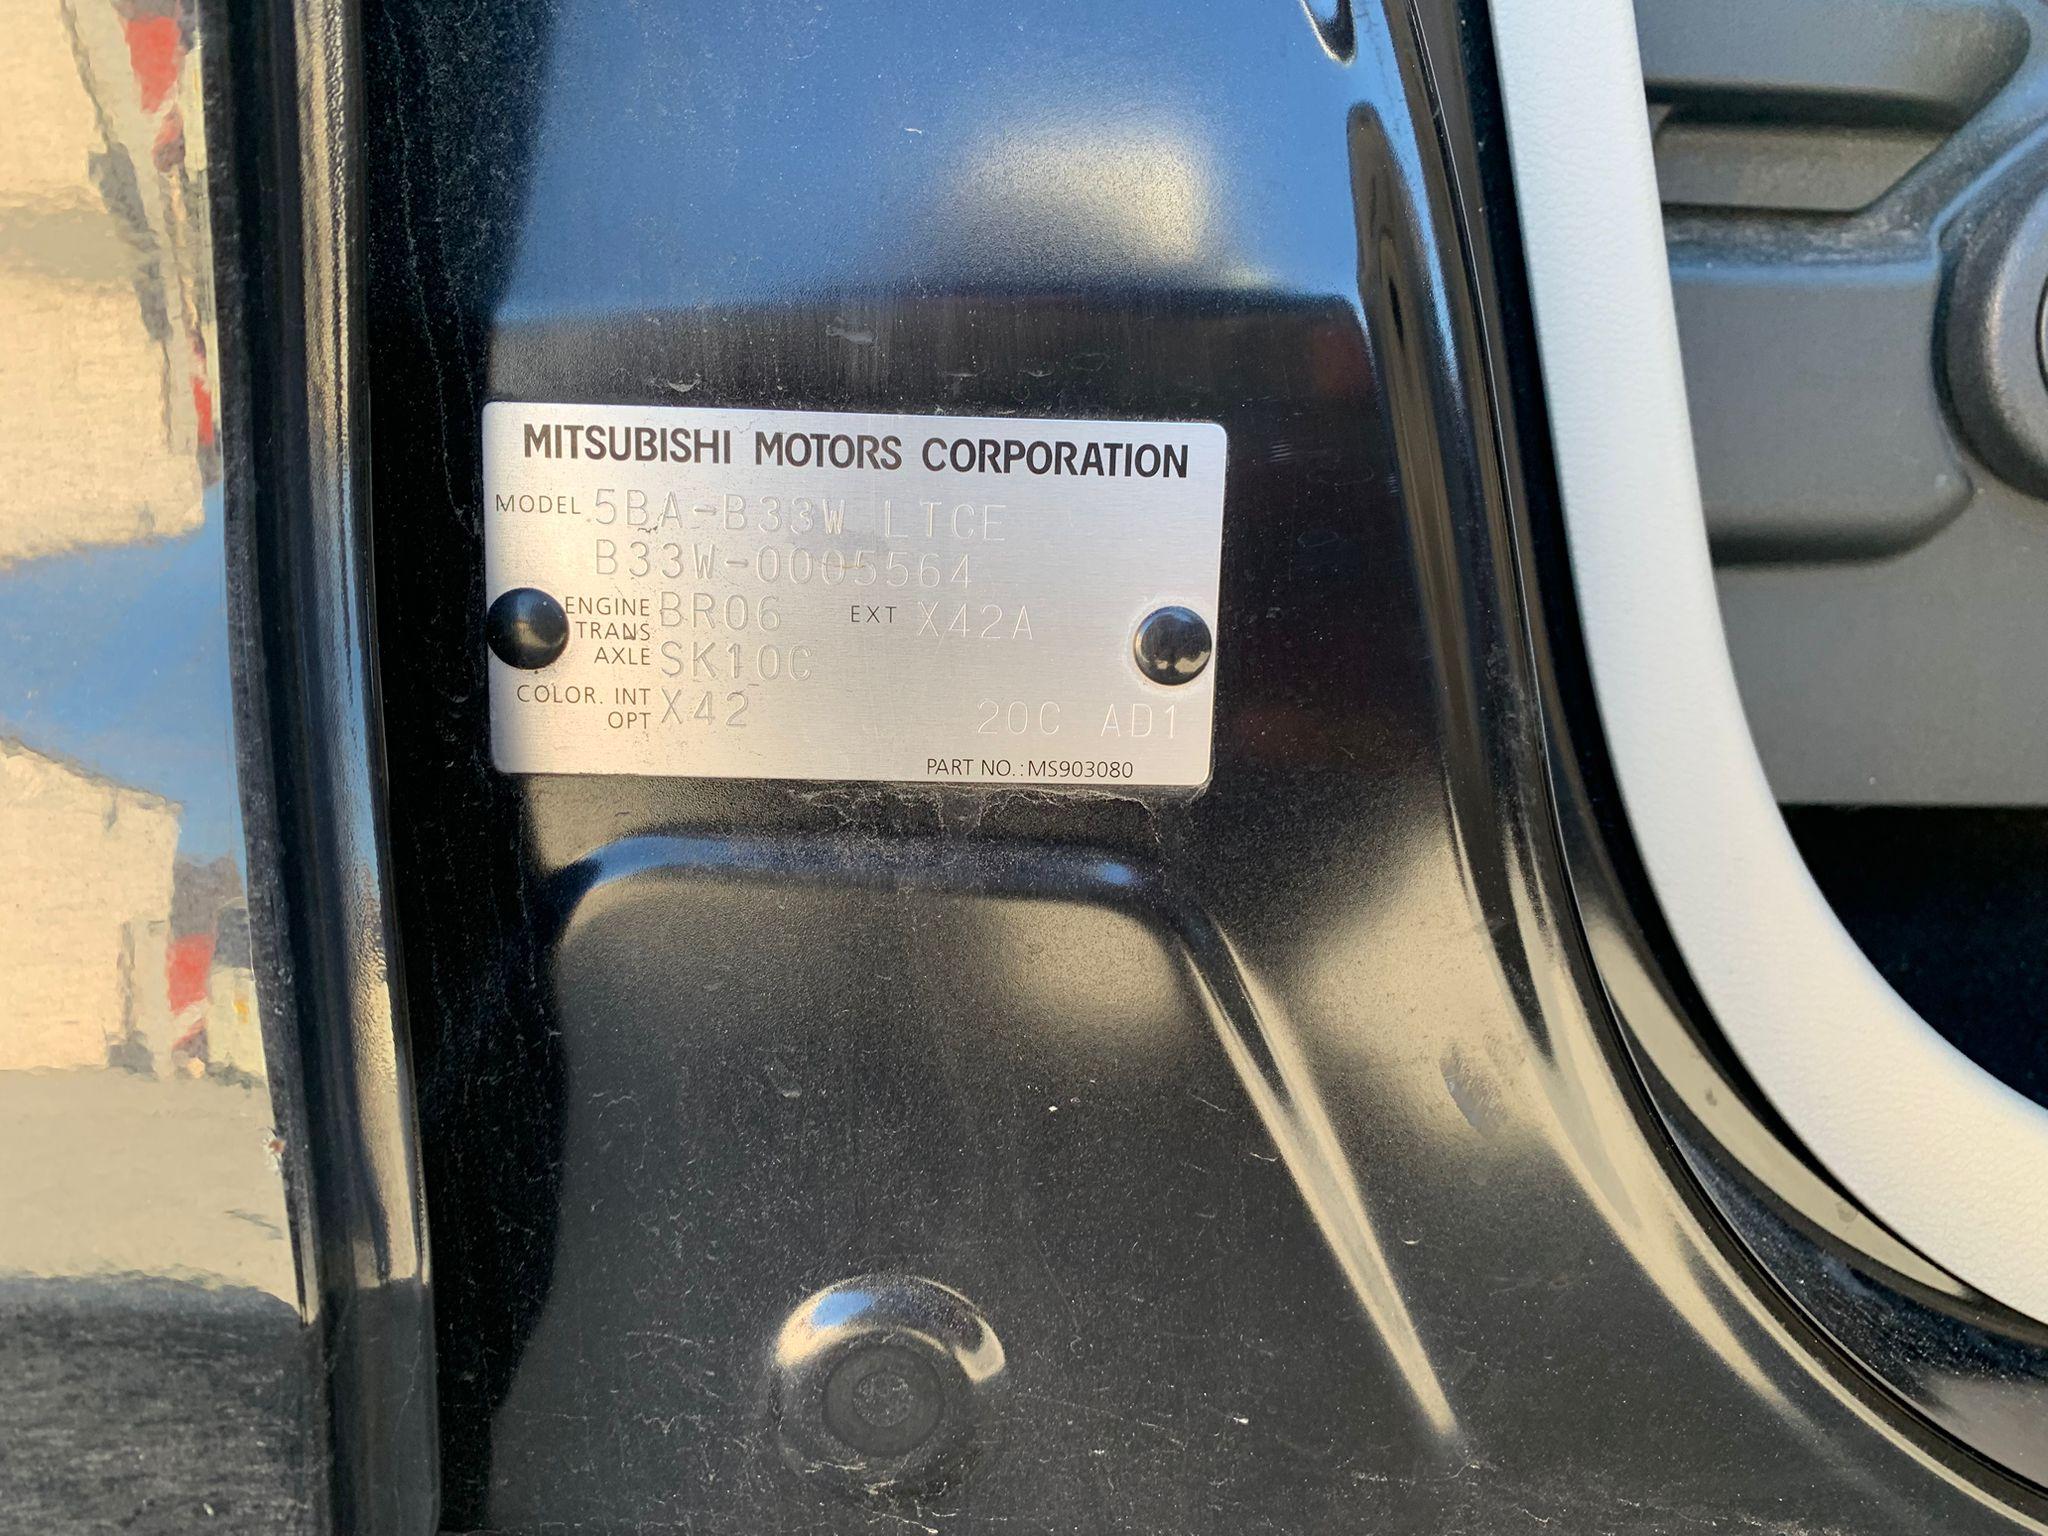 MITSUBISHI MOTORS CORPORATION
MODEL 5BA-B33W LTCE
B33W-0005564
ENGINE BR06 EXT X42A
TRANS
AXLE SK10C
COLOR. INT X42
OPT 20C AD1
PART NO.: MS903080